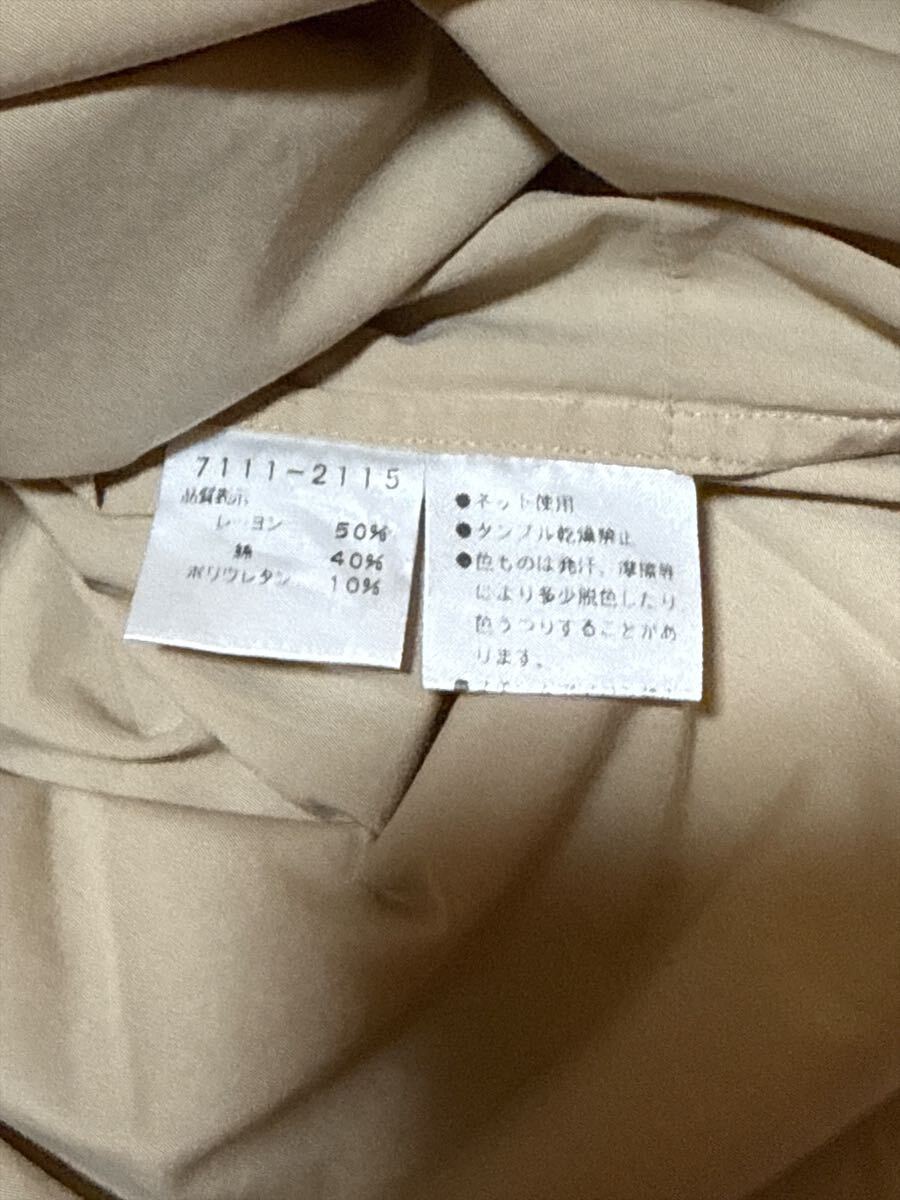 7111-2115
品質表示
レーヨン 50%
綿 40%
ポリウレタン 10%
●ネット使用
●タンブル乾燥禁止
●色ものは発汗、摩擦等
により多少脱色したり
色うつりすることがあ
ります。